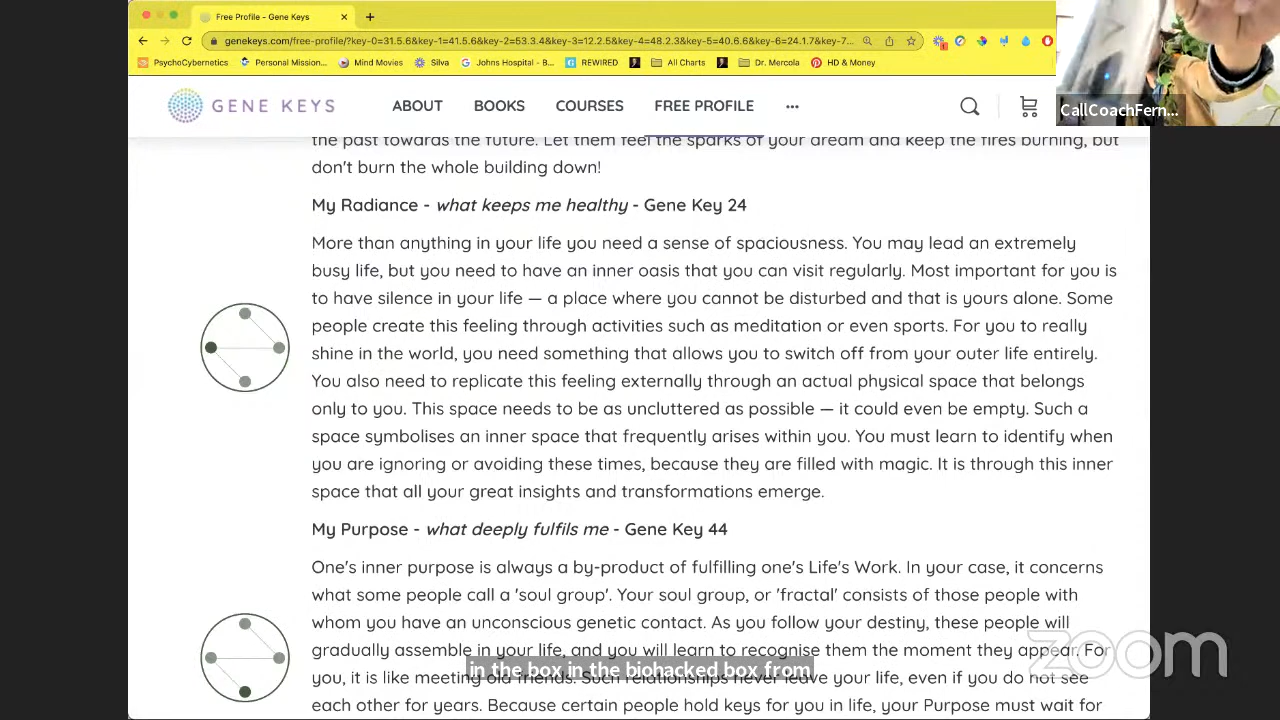 Free Profile - Gene Keys
genekeys.com/free-profile/?key-0=31.5.6&key-1=41.5.6&key-2=53.3.4&key-3=12.2.5&key-4=48.2.3&key-5=40.6.6&key-6=24.1.7&key-7...
PsychoCybernetics
Personal Mission...
Mind Movies
Silva
Johns Hospital - B...
REWIRED
All Charts
Dr. Mercola
HD & Money
CallCoachFern...
GENE KEYS
ABOUT
BOOKS
COURSES
FREE PROFILE
the past towards the future. Let them feel the sparks of your dream and keep the fires burning, but
don't burn the whole building down!
My Radiance - what keeps me healthy - Gene Key 24
More than anything in your life you need a sense of spaciousness. You may lead an extremely
busy life, but you need to have an inner oasis that you can visit regularly. Most important for you is
to have silence in your life — a place where you cannot be disturbed and that is yours alone. Some
people create this feeling through activities such as meditation or even sports. For you to really
shine in the world, you need something that allows you to switch off from your outer life entirely.
You also need to replicate this feeling externally through an actual physical space that belongs
only to you. This space needs to be as uncluttered as possible — it could even be empty. Such a
space symbolises an inner space that frequently arises within you. You must learn to identify when
you are ignoring or avoiding these times, because they are filled with magic. It is through this inner
space that all your great insights and transformations emerge.
My Purpose - what deeply fulfils me - Gene Key 44
One's inner purpose is always a by-product of fulfilling one's Life's Work. In your case, it concerns
what some people call a 'soul group'. Your soul group, or 'fractal' consists of those people with
whom you have an unconscious genetic contact. As you follow your destiny, these people will
gradually assemble in your life, and you will learn to recognise them the moment they appear. For
in the box in the biohacked box from
you, it is like meeting old friends. Such relationships never leave your life, even if you do not see
each other for years. Because certain people hold keys for you in life, your Purpose must wait for
zoom